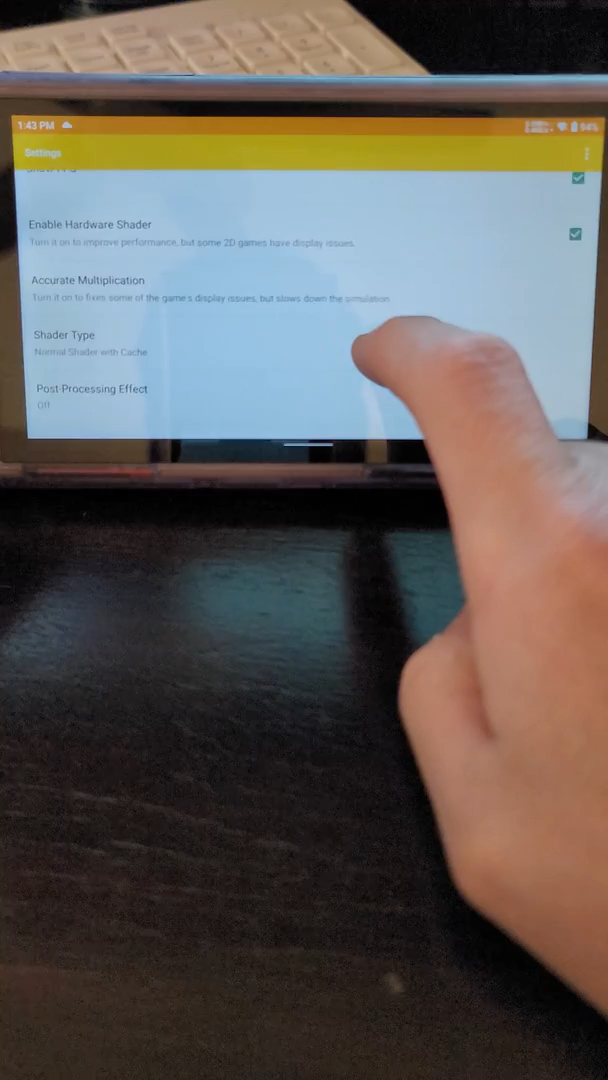 1:43 PM
94%
Settings
Enable Hardware Shader
Turn it on to improve performance, but some 2D games have display issues.
Accurate Multiplication
Turn it on to fixes some of the game's display issues, but slows down the simulation
Shader Type
Normal Shader with Cache
Post-Processing Effect
Off